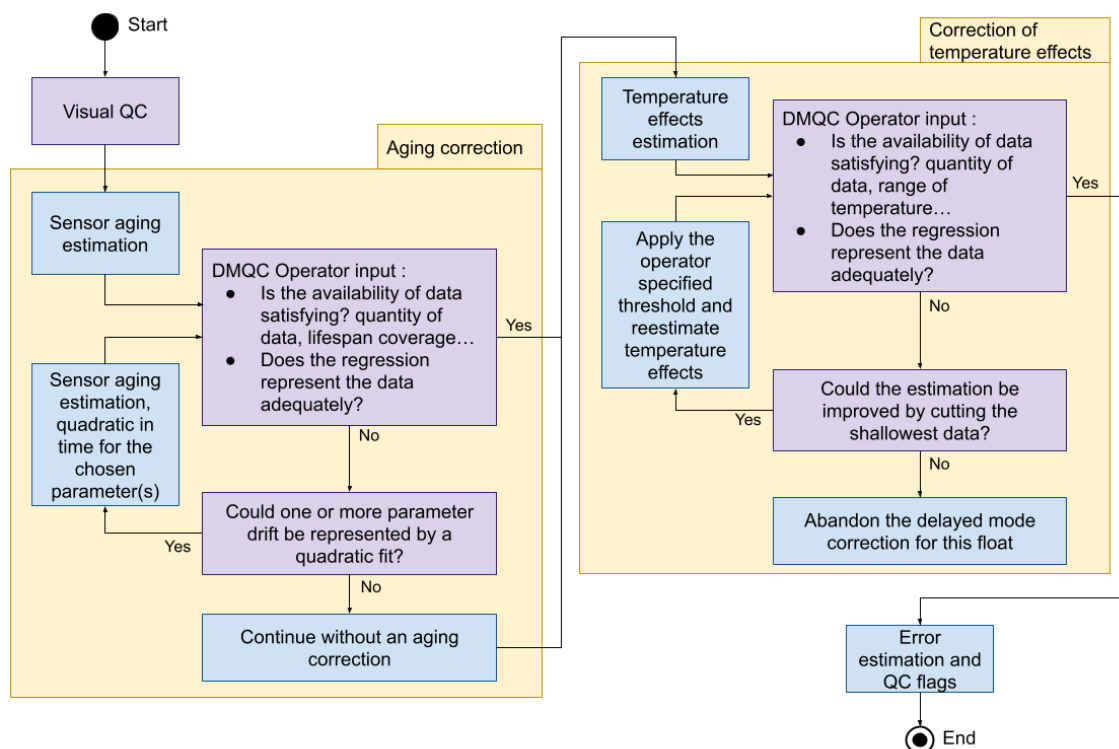 Start
Visual QC
Aging correction
Sensor aging
estimation
DMQC Operator input :
● Is the availability of data
satisfying? quantity of
data, lifespan coverage…
● Does the regression
represent the data
adequately?
Yes
No
Sensor aging
estimation,
quadratic in
time for the
chosen
parameter(s)
Could one or more parameter
drift be represented by a
quadratic fit?
Yes
No
Continue without an aging
correction
Correction of
temperature effects
Temperature
effects
estimation
DMQC Operator input :
● Is the availability of data
satisfying? quantity of
data, range of
temperature…
● Does the regression
represent the data
adequately?
Yes
No
Apply the
operator
specified
threshold and
reestimate
temperature
effects
Could the estimation be
improved by cutting the
shallowest data?
Yes
No
Abandon the delayed mode
correction for this float
Error
estimation and
QC flags
End